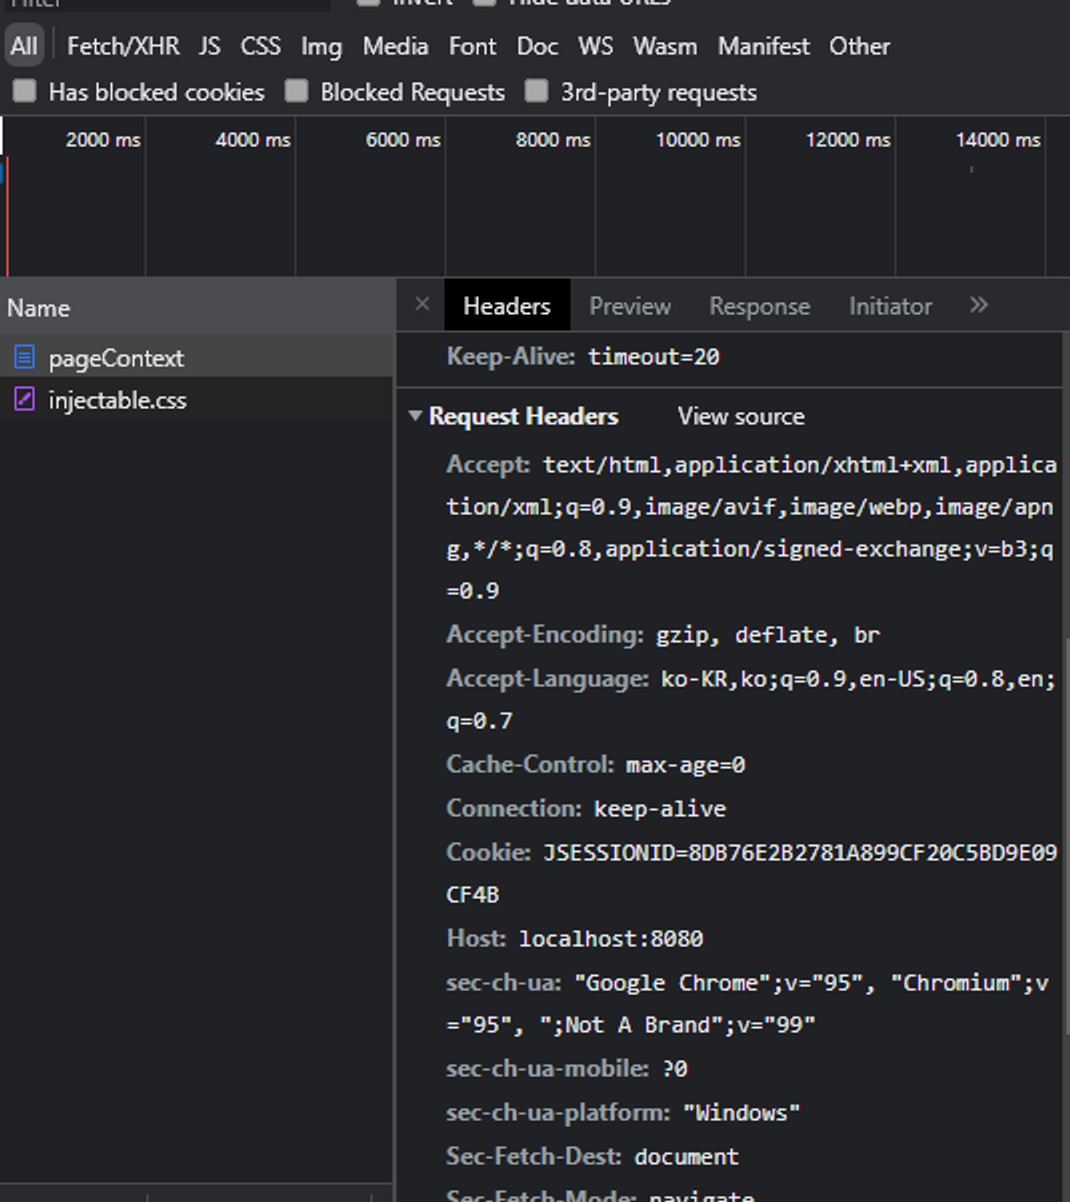 Filter Invert Hide data URLs
All Fetch/XHR JS CSS Img Media Font Doc WS Wasm Manifest Other
Has blocked cookies Blocked Requests 3rd-party requests
2000 ms 4000 ms 6000 ms 8000 ms 10000 ms 12000 ms 14000 ms
Name
pageContext
injectable.css
× Headers Preview Response Initiator »
Keep-Alive: timeout=20
Request Headers View source
Accept: text/html,application/xhtml+xml,applica
tion/xml;q=0.9,image/avif,image/webp,image/apn
g,*/*;q=0.8,application/signed-exchange;v=b3;q
=0.9
Accept-Encoding: gzip, deflate, br
Accept-Language: ko-KR,ko;q=0.9,en-US;q=0.8,en;
q=0.7
Cache-Control: max-age=0
Connection: keep-alive
Cookie: JSESSIONID=8DB76E2B2781A899CF20C5BD9E09
CF4B
Host: localhost:8080
sec-ch-ua: "Google Chrome";v="95", "Chromium";v
="95", ";Not A Brand";v="99"
sec-ch-ua-mobile: ?0
sec-ch-ua-platform: "Windows"
Sec-Fetch-Dest: document
Sec-Fetch-Mode: navigate